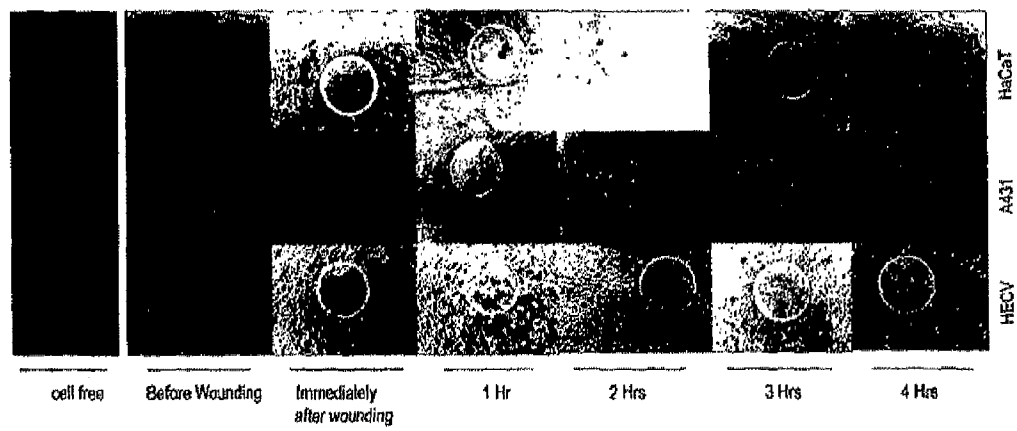 HaCaT
A431
HECV
cell free
Before Wounding
Immediately
after wounding
1 Hr
2 Hrs
3 Hrs
4 Hrs